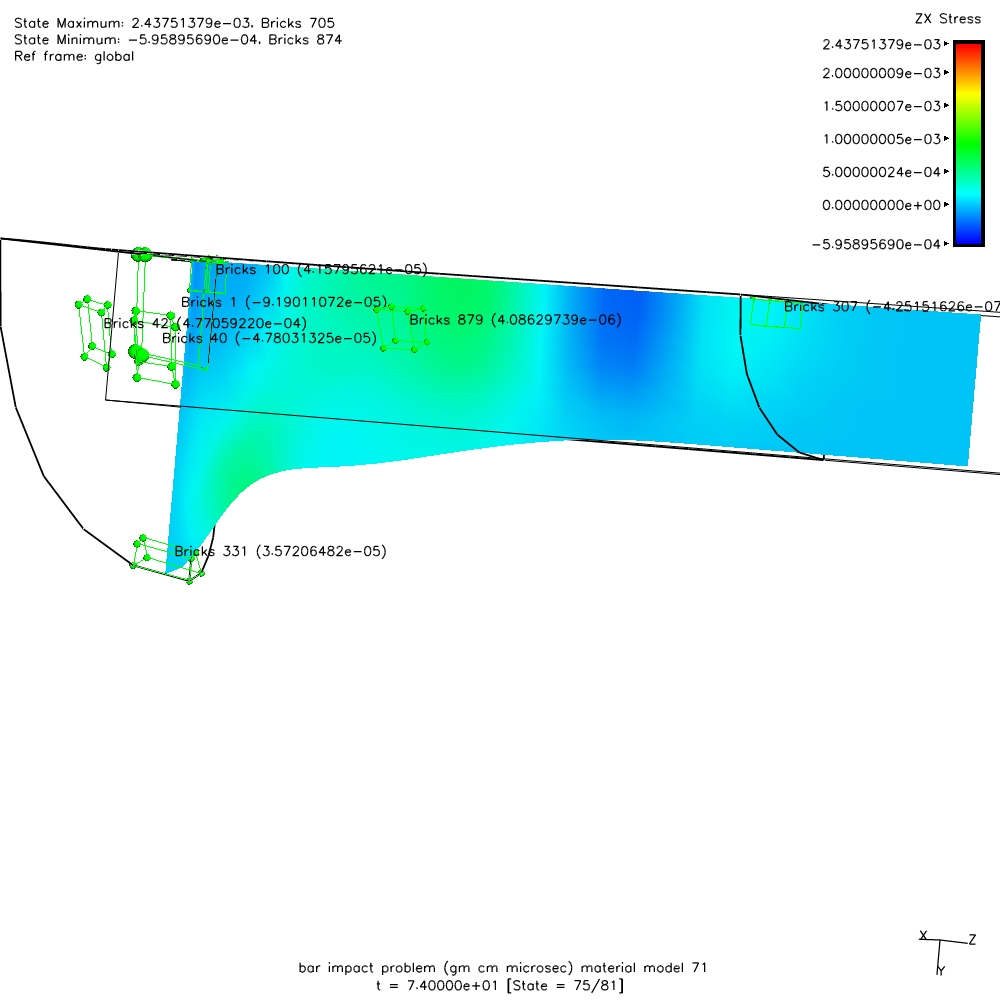 State Maximum: 2.43751379e-03, Bricks 705
State Minimum: -5.95895690e-04, Bricks 874
Ref frame: global
ZX Stress
2.43751379e-03
2.00000009e-03
1.50000007e-03
1.00000005e-03
5.00000024e-04
0.00000000e+00
-5.95895690e-04
Bricks 100 (4.15795621e-05)
Bricks 1 (-9.19011072e-05)
Bricks 307 (-4.25151626e-07
Bricks 42 (4.77059220e-04)
Bricks 879 (4.08629739e-06)
Bricks 40 (-4.78031325e-05)
Bricks 331 (3.57206482e-05)
X
Z
Y
bar impact problem (gm cm microsec) material model 71
t = 7.40000e+01 [State = 75/81]